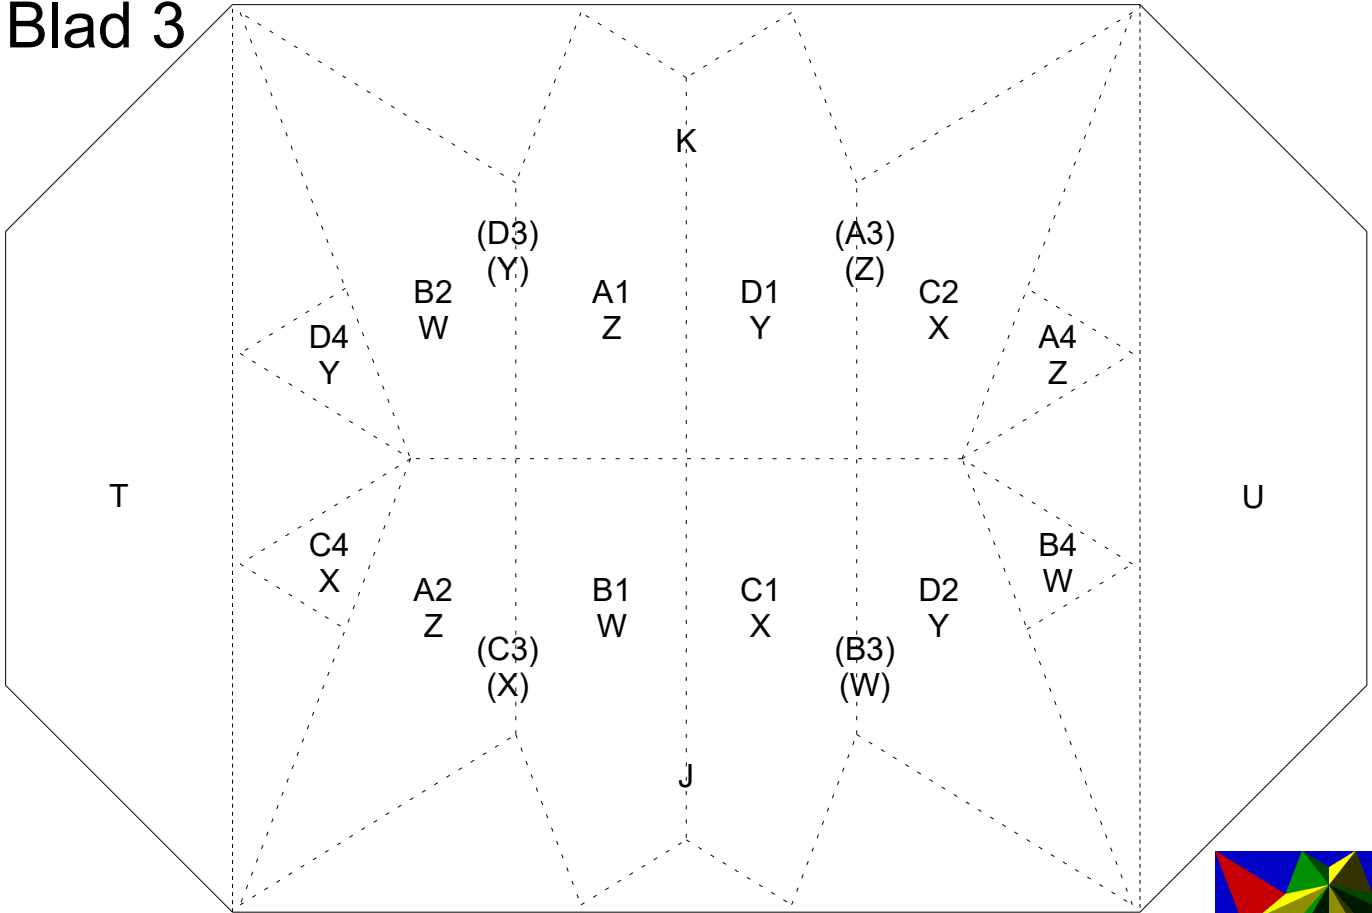 Blad 3
K
(D3)
(Y)
(A3)
(Z)
B2
W
A1
Z
D1
Y
C2
X
D4
Y
A4
Z
T
U
C4
X
B4
W
A2
Z
B1
W
C1
X
D2
Y
(C3)
(X)
(B3)
(W)
J